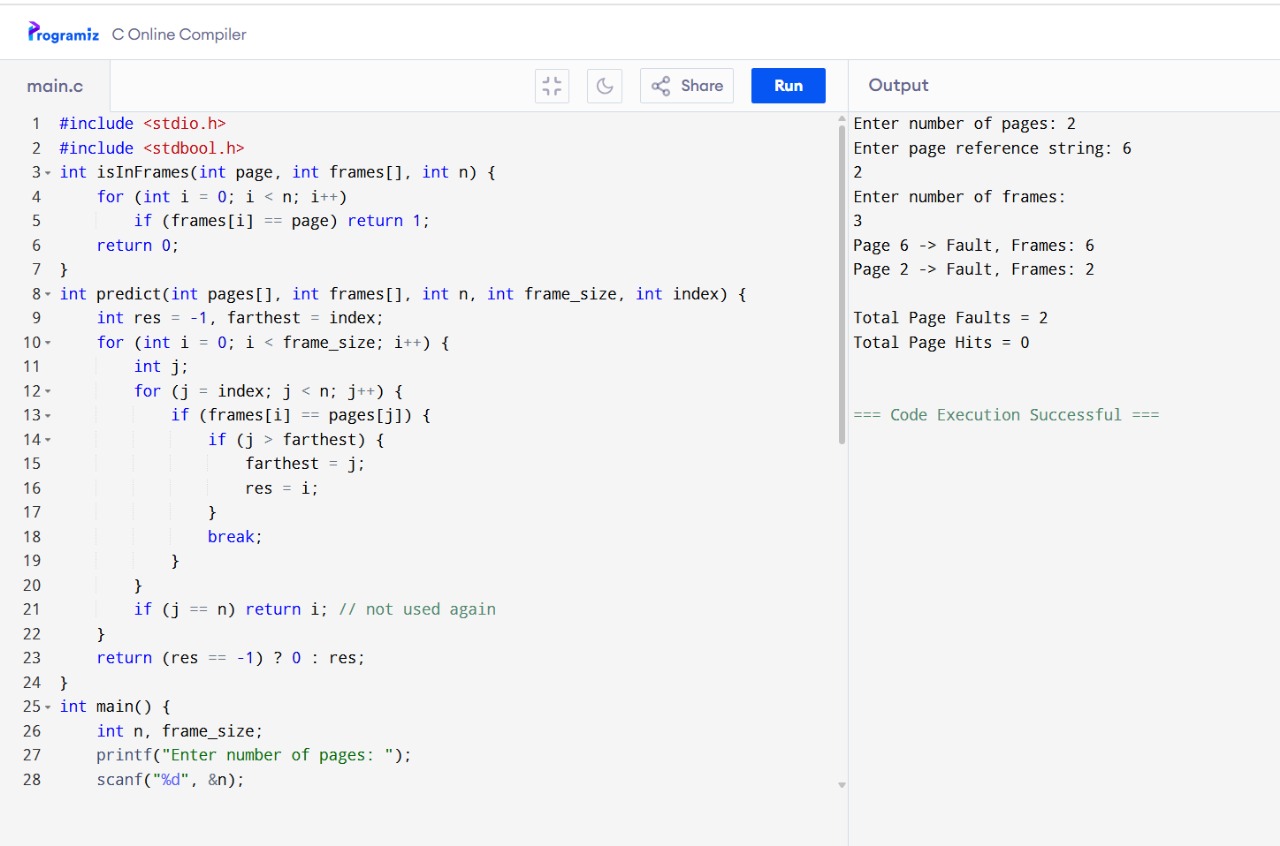 Programiz C Online Compiler
main.c
Share
Run
Output
1 #include <stdio.h>
2 #include <stdbool.h>
3 int isInFrames(int page, int frames[], int n) {
4     for (int i = 0; i < n; i++)
5         if (frames[i] == page) return 1;
6     return 0;
7 }
8 int predict(int pages[], int frames[], int n, int frame_size, int index) {
9     int res = -1, farthest = index;
10     for (int i = 0; i < frame_size; i++) {
11         int j;
12         for (j = index; j < n; j++) {
13             if (frames[i] == pages[j]) {
14                 if (j > farthest) {
15                     farthest = j;
16                     res = i;
17                 }
18                 break;
19             }
20         }
21         if (j == n) return i; // not used again
22     }
23     return (res == -1) ? 0 : res;
24 }
25 int main() {
26     int n, frame_size;
27     printf("Enter number of pages: ");
28     scanf("%d", &n);
Enter number of pages: 2
Enter page reference string: 6
2
Enter number of frames:
3
Page 6 -> Fault, Frames: 6
Page 2 -> Fault, Frames: 2
Total Page Faults = 2
Total Page Hits = 0
=== Code Execution Successful ===